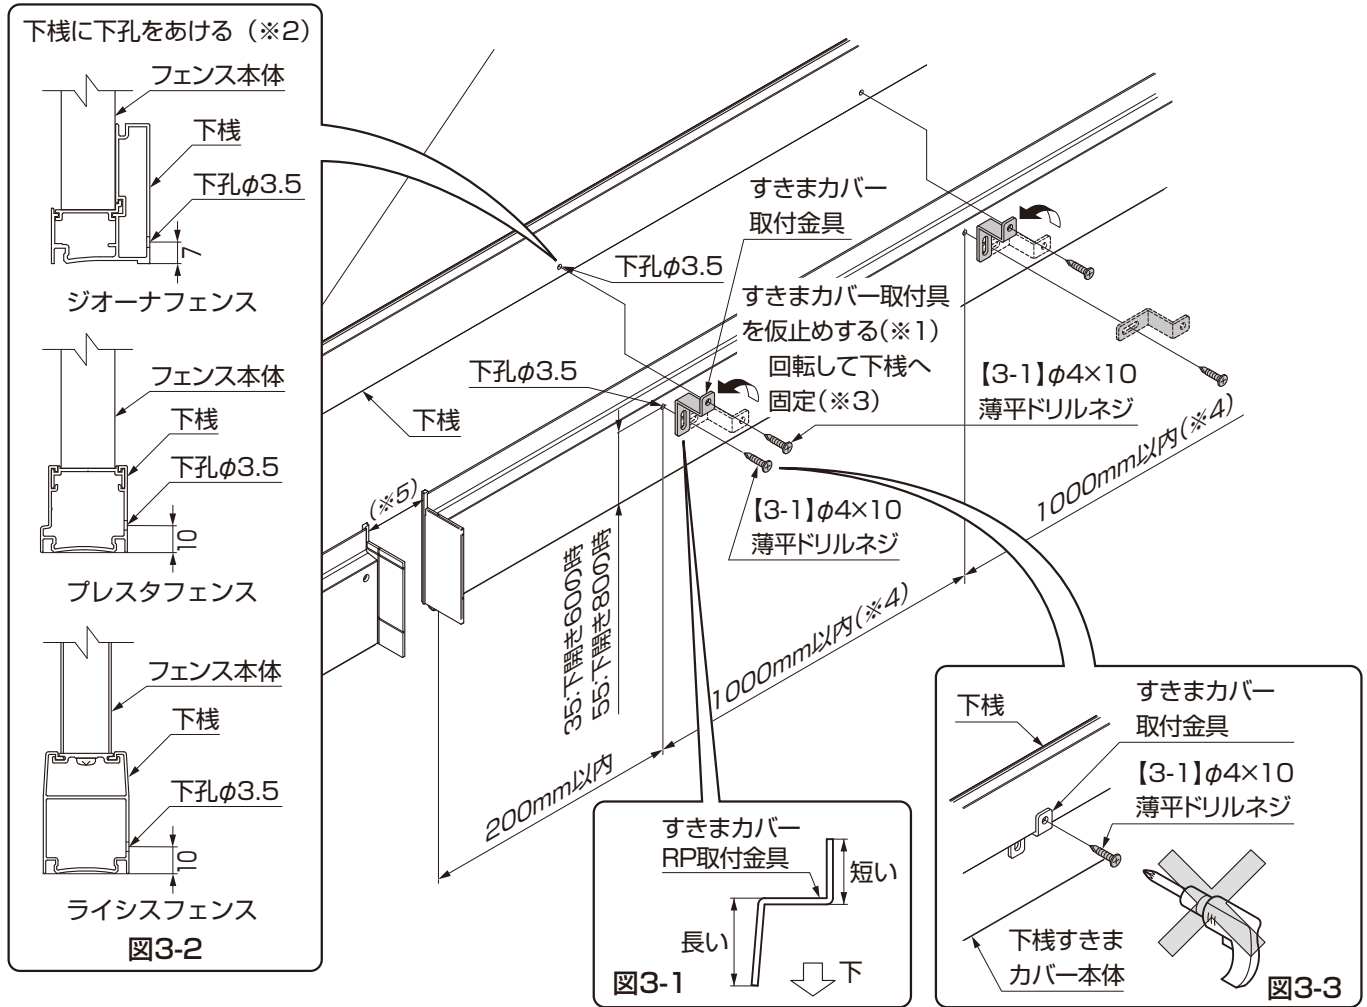 下桟に下孔をあける（※2）
フェンス本体
下桟
下孔φ3.5
7
ジオーナフェンス
フェンス本体
下桟
下孔φ3.5
10
プレスタフェンス
フェンス本体
下桟
下孔φ3.5
10
ライシスフェンス
図3-2
すきまカバー
取付金具
下孔φ3.5
すきまカバー取付具
を仮止めする(※1)
回転して下桟へ
固定(※3)
下孔φ3.5
下桟
【3-1】φ4×10
薄平ドリルネジ
【3-1】φ4×10
薄平ドリルネジ
(※5)
35:下開き60の時
55:下開き80の時
200mm以内
1000mm以内(※4)
1000mm以内(※4)
すきまカバー
RP取付金具
短い
長い
下
図3-1
下桟
すきまカバー
取付金具
【3-1】φ4×10
薄平ドリルネジ
下桟すきま
カバー本体
図3-3